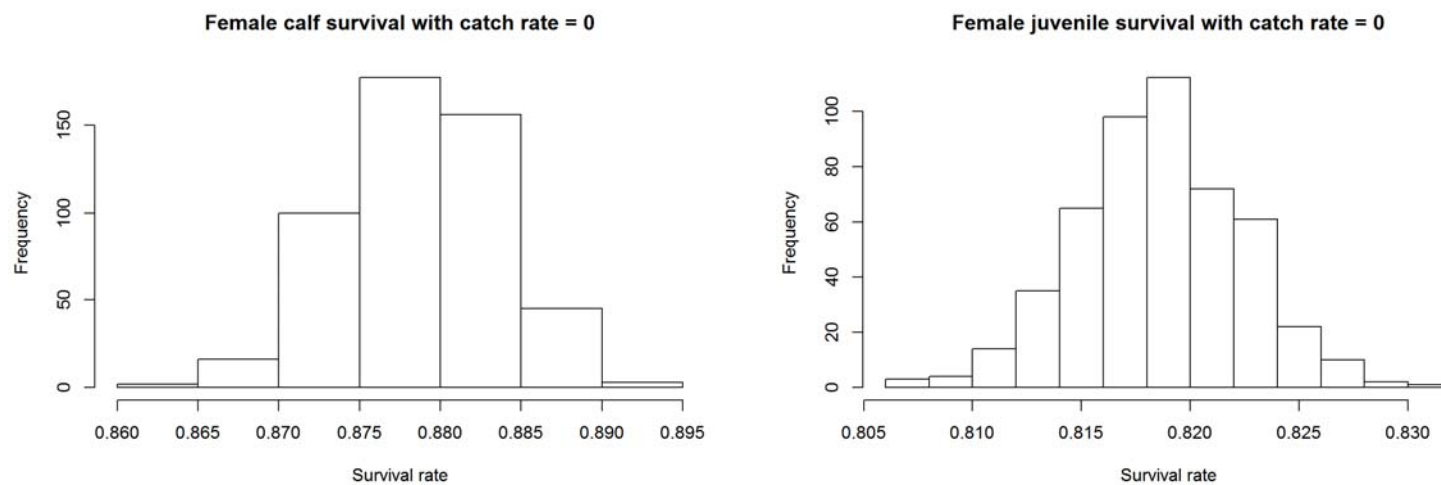 Female calf survival with catch rate = 0
Frequency
150
100
50
0
0.860 0.865 0.870 0.875 0.880 0.885 0.890 0.895
Survival rate
Female juvenile survival with catch rate = 0
Frequency
100
80
60
40
20
0
0.805 0.810 0.815 0.820 0.825 0.830
Survival rate